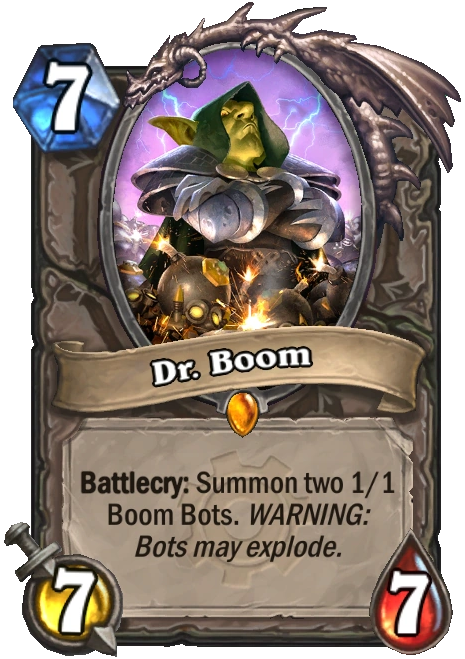 7
Dr. Boom
Battlecry: Summon two 1/1
Boom Bots. WARNING:
Bots may explode.
7
7